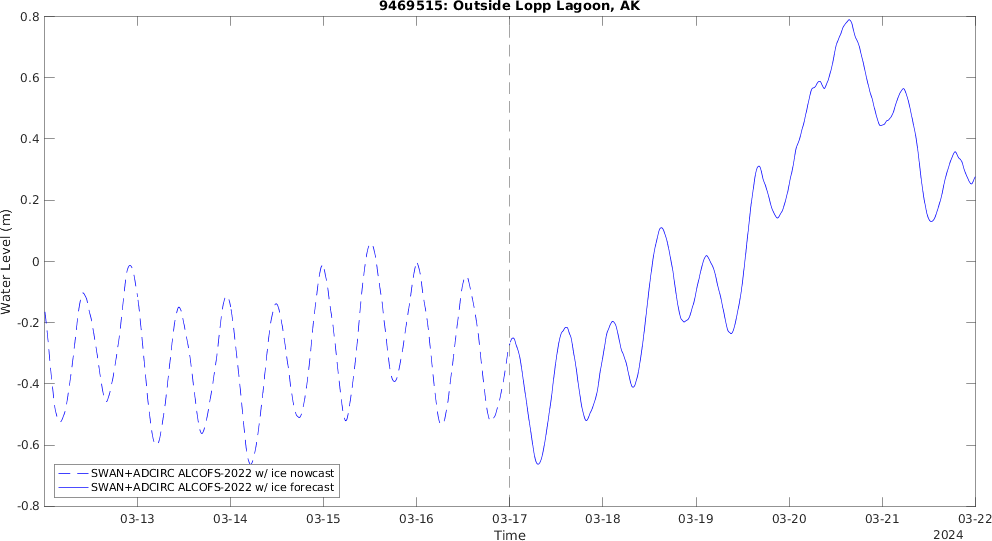 9469515: Outside Lopp Lagoon, AK
0.8
0.6
0.4
0.2
0
-0.2
-0.4
-0.6
-0.8
Water Level (m)
SWAN+ADCIRC ALCOFS-2022 w/ ice nowcast
SWAN+ADCIRC ALCOFS-2022 w/ ice forecast
03-13 03-14 03-15 03-16 03-17 03-18 03-19 03-20 03-21 03-22
Time
2024